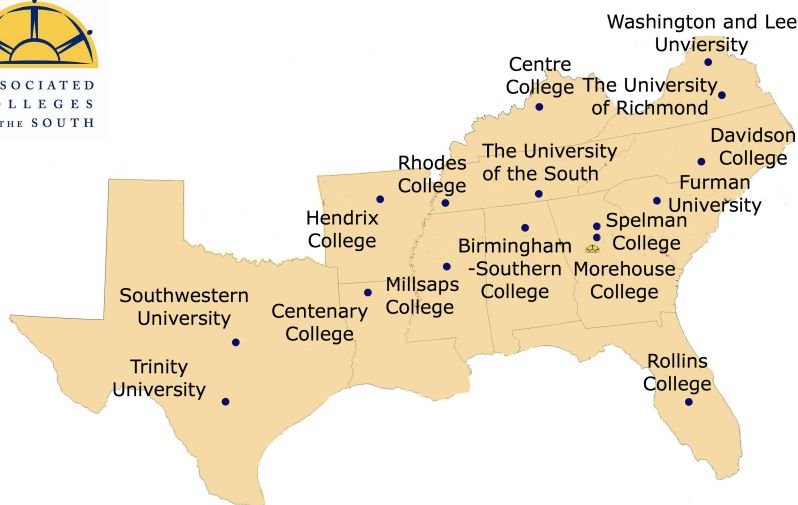 SOCIATED
LLEGES
THE SOUTH
Washington and Lee
Unviersity
Centre
College
The University
of Richmond
Davidson
College
The University
of the South
Rhodes
College
Furman
University
Hendrix
College
Spelman
College
Birmingham
-Southern
College
Morehouse
College
Millsaps
College
Southwestern
University
Centenary
College
Trinity
University
Rollins
College